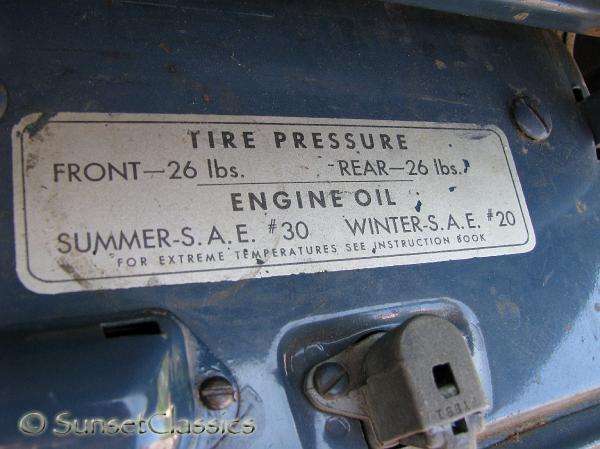 TIRE PRESSURE
FRONT—26 lbs. REAR—26 lbs.
ENGINE OIL
SUMMER-S.A.E. #30 WINTER-S.A.E. #20
FOR EXTREME TEMPERATURES SEE INSTRUCTION BOOK
© SunsetClassics